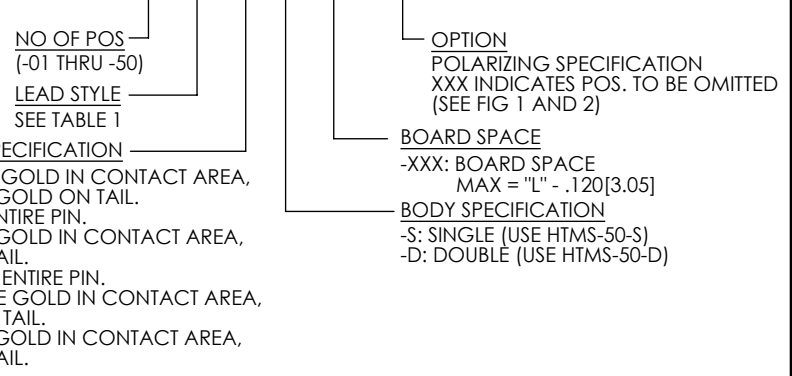 NO OF POS
(-01 THRU -50)
LEAD STYLE
SEE TABLE 1
GOLD IN CONTACT AREA,
GOLD ON TAIL.
PIN.
GOLD IN CONTACT AREA,
ENTIRE PIN.
GOLD IN CONTACT AREA,
TAIL.
GOLD IN CONTACT AREA,
OPTION
POLARIZING SPECIFICATION
XXX INDICATES POS. TO BE OMITTED
(SEE FIG 1 AND 2)
BOARD SPACE
-XXX: BOARD SPACE
MAX = "L" - .120[3.05]
BODY SPECIFICATION
-S: SINGLE (USE HTMS-50-S)
-D: DOUBLE (USE HTMS-50-D)